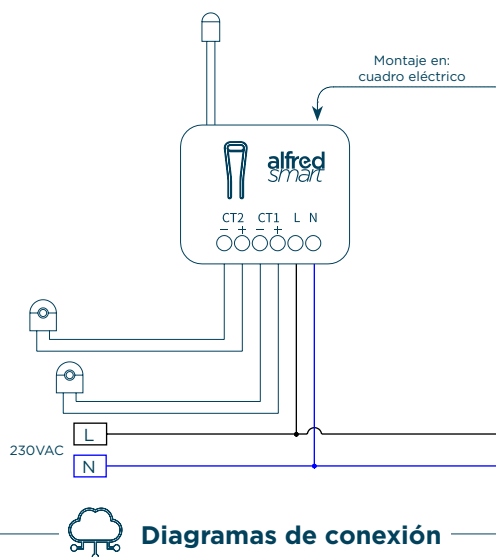 Montaje en:
cuadro eléctrico
alfred
smart
CT2 CT1 L N
− + − +
L
230VAC
N
Diagramas de conexión